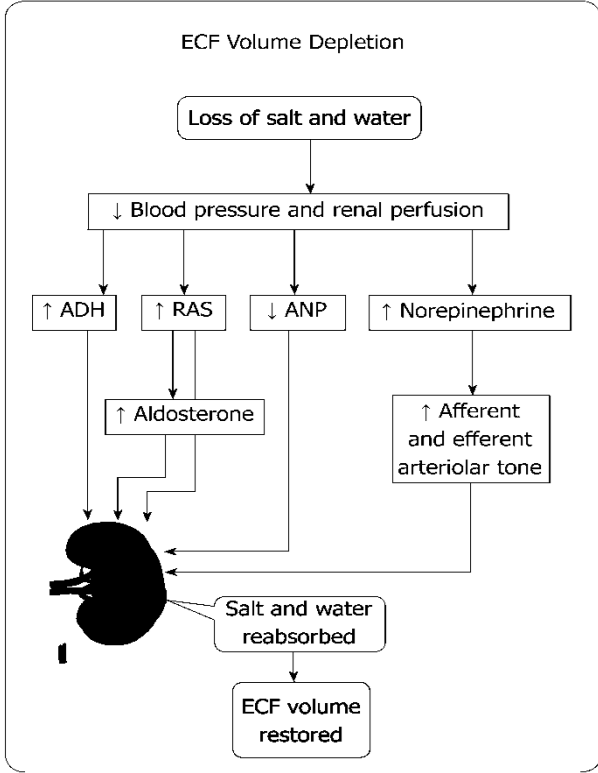 ECF Volume Depletion
Loss of salt and water
↓ Blood pressure and renal perfusion
↑ ADH
↑ RAS
↓ ANP
↑ Norepinephrine
↑ Aldosterone
↑ Afferent
and efferent
arteriolar tone
Salt and water
reabsorbed
ECF volume
restored